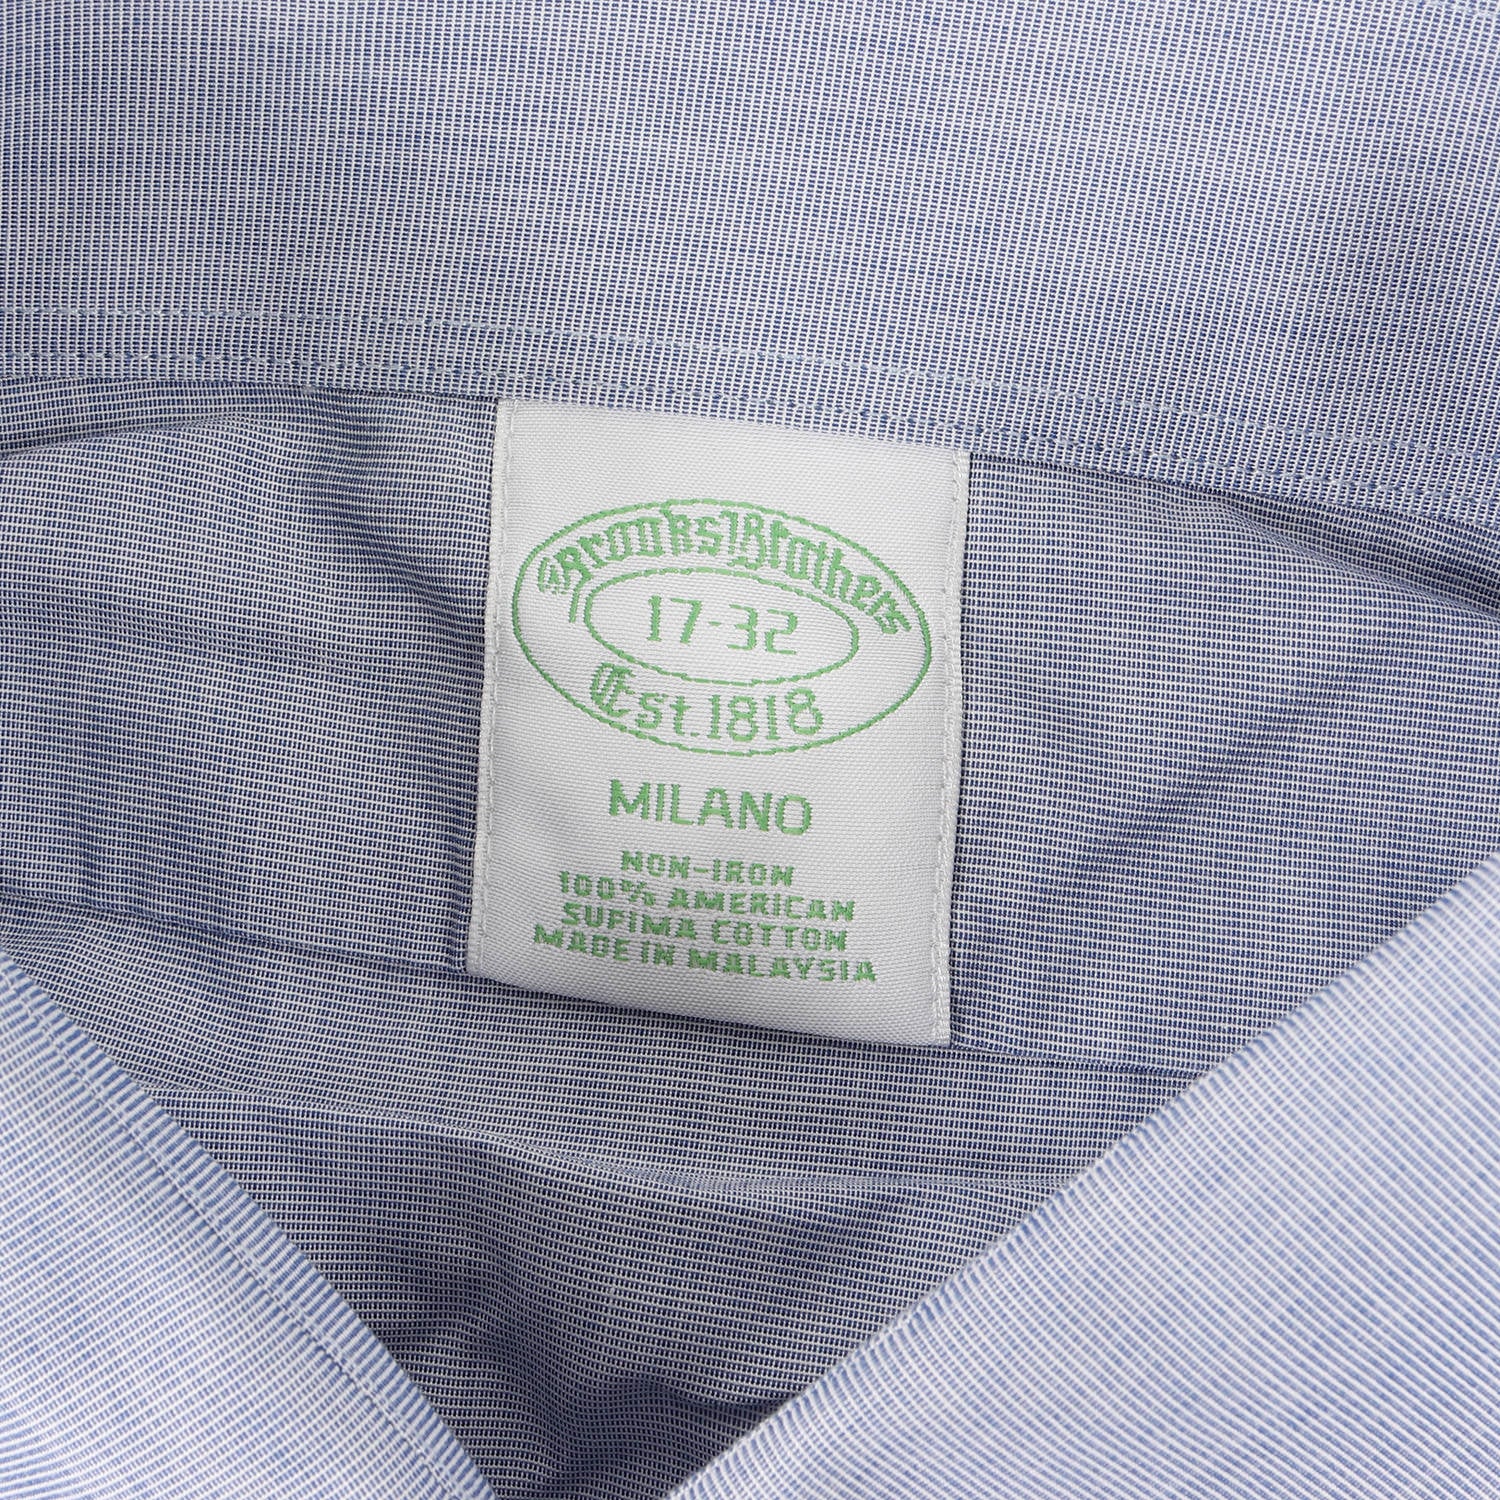 Brooks Brothers
17-32
Est. 1818
MILANO
NON-IRON
100% AMERICAN
SUPIMA COTTON
MADE IN MALAYSIA